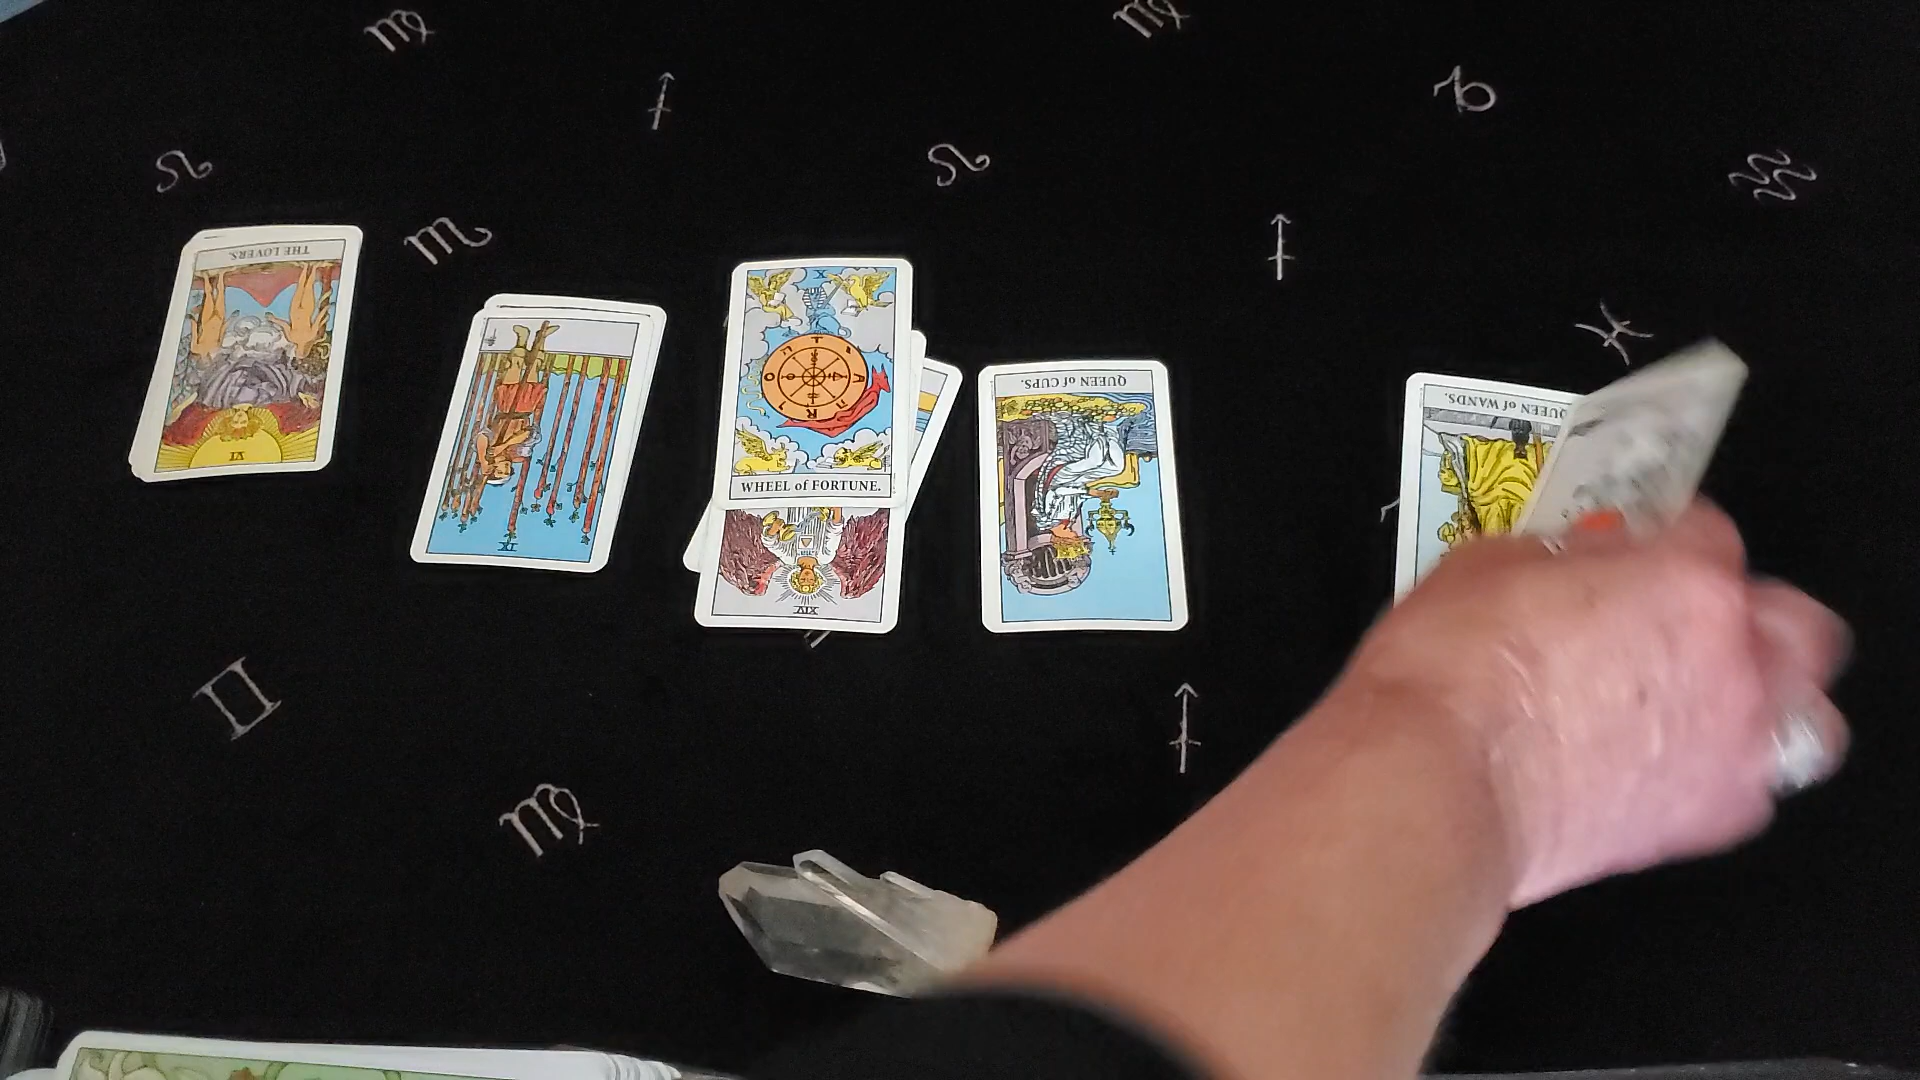 THE LOVERS.
VI
IX
X
WHEEL of FORTUNE.
XIV
QUEEN of CUPS.
QUEEN of WANDS.